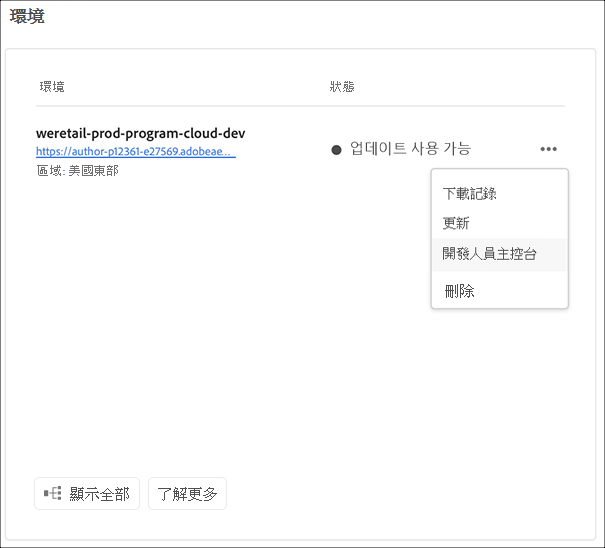 環境
環境 狀態
weretail-prod-program-cloud-dev
https://author-p12361-e27569.adobeae...
업데이트 사용 가능
區域: 美國東部
下載記錄
更新
開發人員主控台
刪除
顯示全部 了解更多